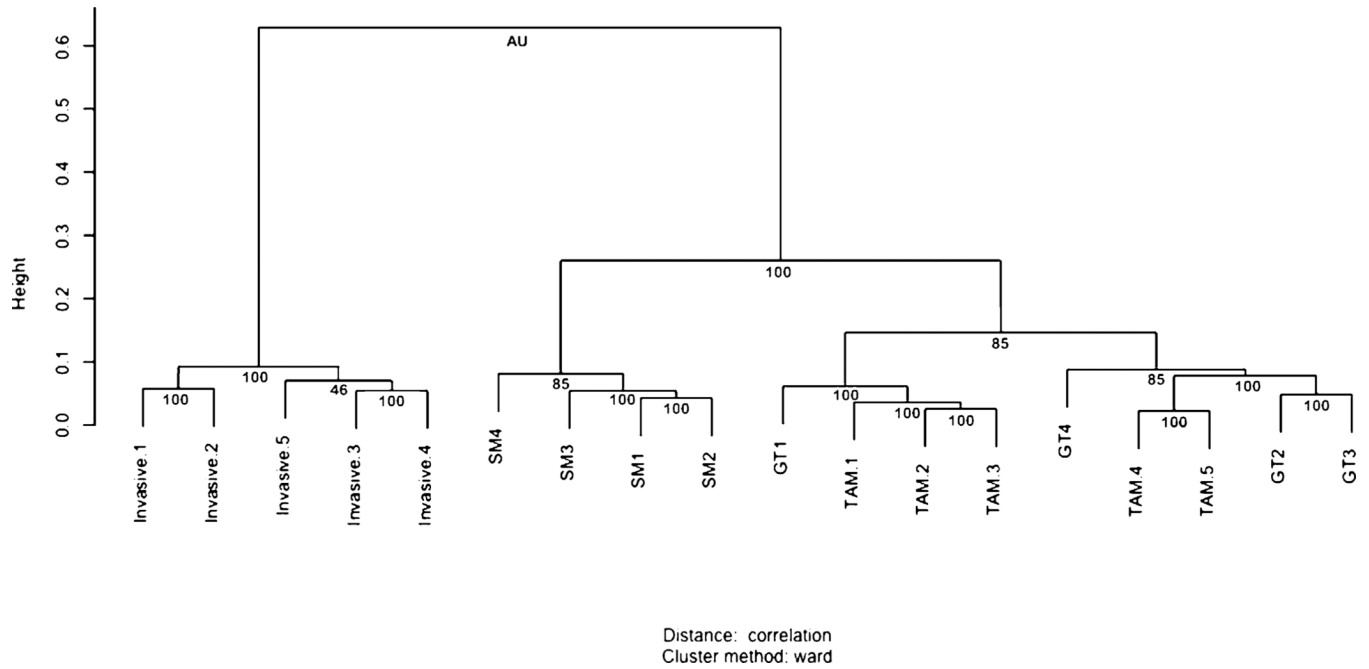 Height
0.6
0.5
0.4
0.3
0.2
0.1
0.0
AU
100
85
100
46
100
100
85
100
100
100
100
100
85
100
100
100
Invasive.1
Invasive.2
Invasive.5
Invasive.3
Invasive.4
SM4
SM3
SM1
SM2
GT1
TAM.1
TAM.2
TAM.3
GT4
TAM.4
TAM.5
GT2
GT3
Distance: correlation
Cluster method: ward